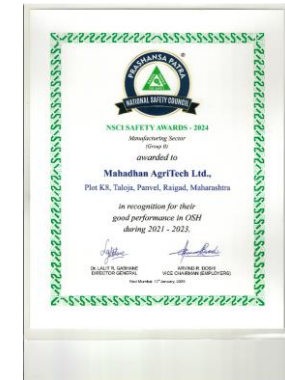 PRASHANSA PATRA
NATIONAL SAFETY COUNCIL
NSCI SAFETY AWARDS - 2024
Manufacturing Sector
awarded to
Mahadhan AgriTech Ltd.,
Plot K8, Taloja, Panvel, Raigad, Maharashtra
in recognition for their
good performance in OSH
during 2021 - 2023.
DIRECTOR GENERAL
VICE CHAIRMAN (EMPLOYERS)